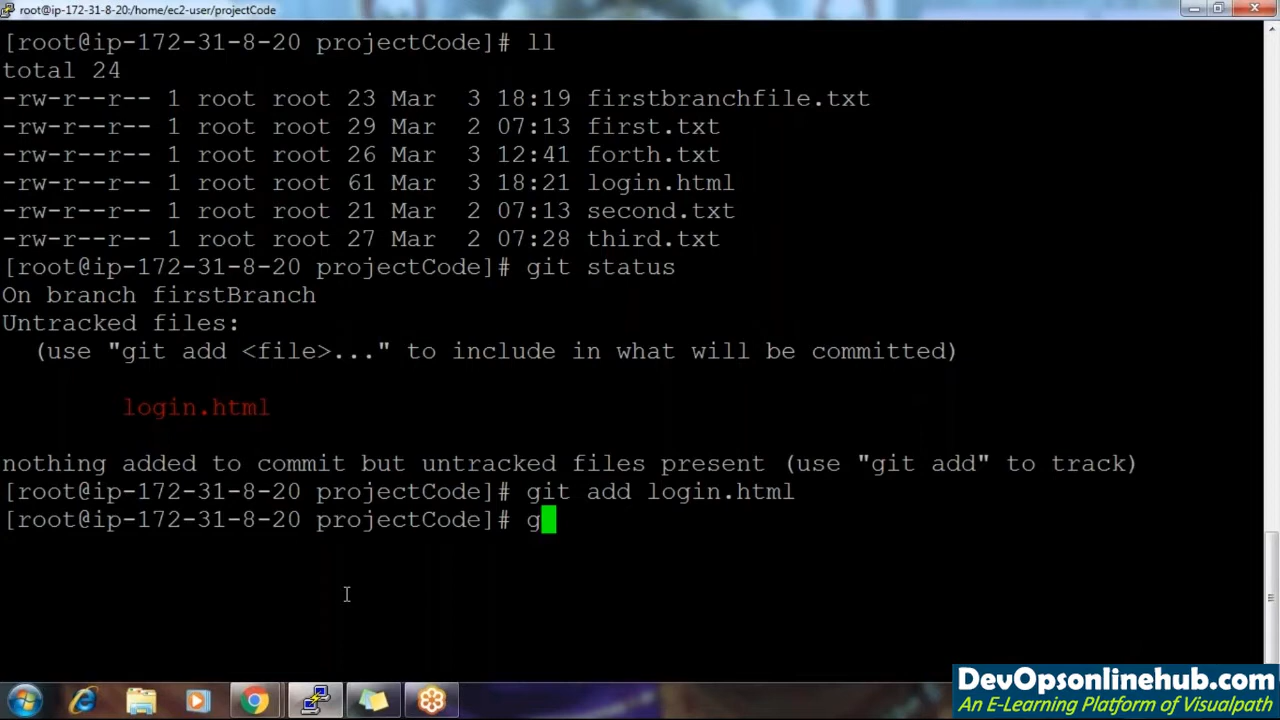 root@ip-172-31-8-20:/home/ec2-user/projectCode
[root@ip-172-31-8-20 projectCode]# ll
total 24
-rw-r--r-- 1 root root 23 Mar  3 18:19 firstbranchfile.txt
-rw-r--r-- 1 root root 29 Mar  2 07:13 first.txt
-rw-r--r-- 1 root root 26 Mar  3 12:41 forth.txt
-rw-r--r-- 1 root root 61 Mar  3 18:21 login.html
-rw-r--r-- 1 root root 21 Mar  2 07:13 second.txt
-rw-r--r-- 1 root root 27 Mar  2 07:28 third.txt
[root@ip-172-31-8-20 projectCode]# git status
On branch firstBranch
Untracked files:
  (use "git add <file>..." to include in what will be committed)
login.html
nothing added to commit but untracked files present (use "git add" to track)
[root@ip-172-31-8-20 projectCode]# git add login.html
[root@ip-172-31-8-20 projectCode]# g
DevOpsonlinehub.com
An E-Learning Platform of Visualpath